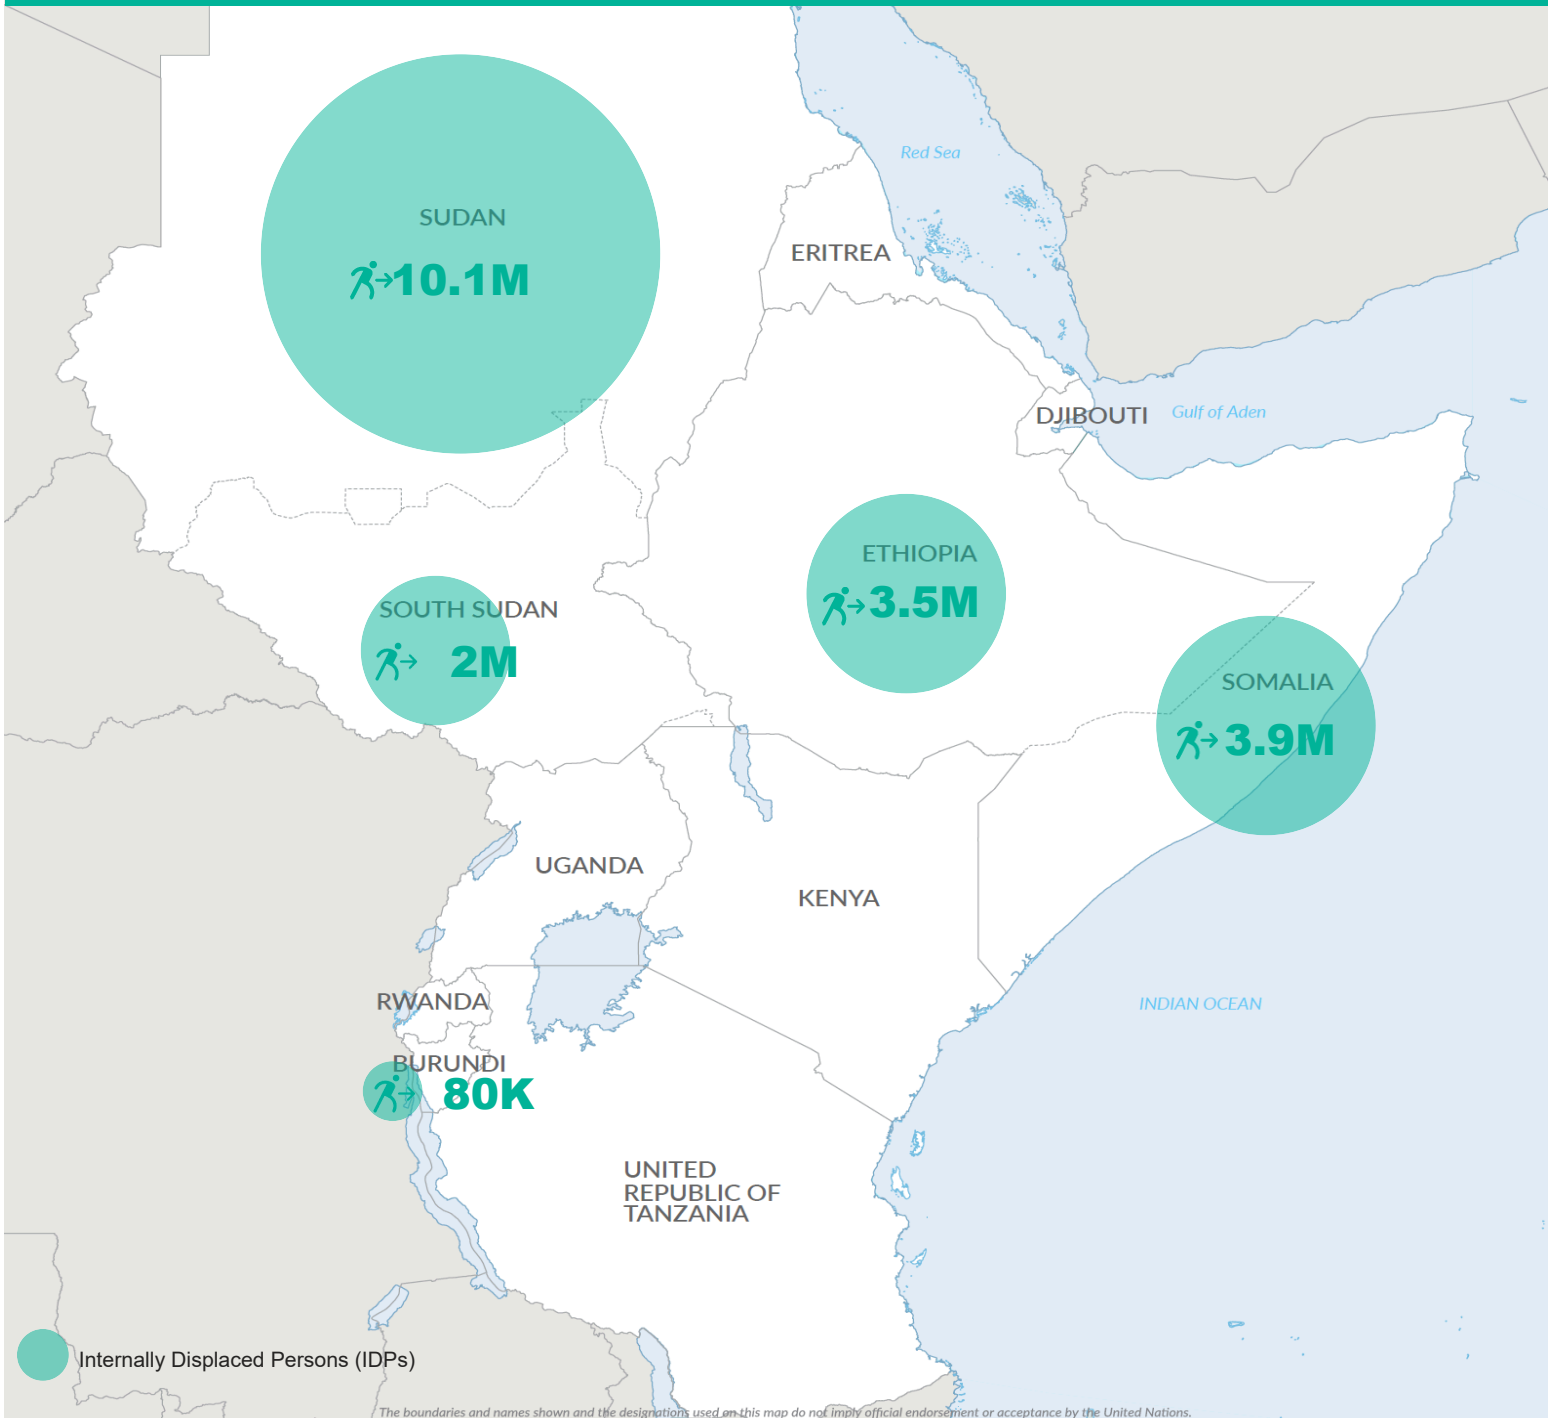 Red Sea
SUDAN
ERITREA
10.1M
DJIBOUTI
Gulf of Aden
ETHIOPIA
3.5M
SOUTH SUDAN
2M
SOMALIA
3.9M
UGANDA
KENYA
RWANDA
INDIAN OCEAN
BURUNDI
80K
UNITED
REPUBLIC OF
TANZANIA
Internally Displaced Persons (IDPs)
The boundaries and names shown and the designations used on this map do not imply official endorsement or acceptance by the United Nations.